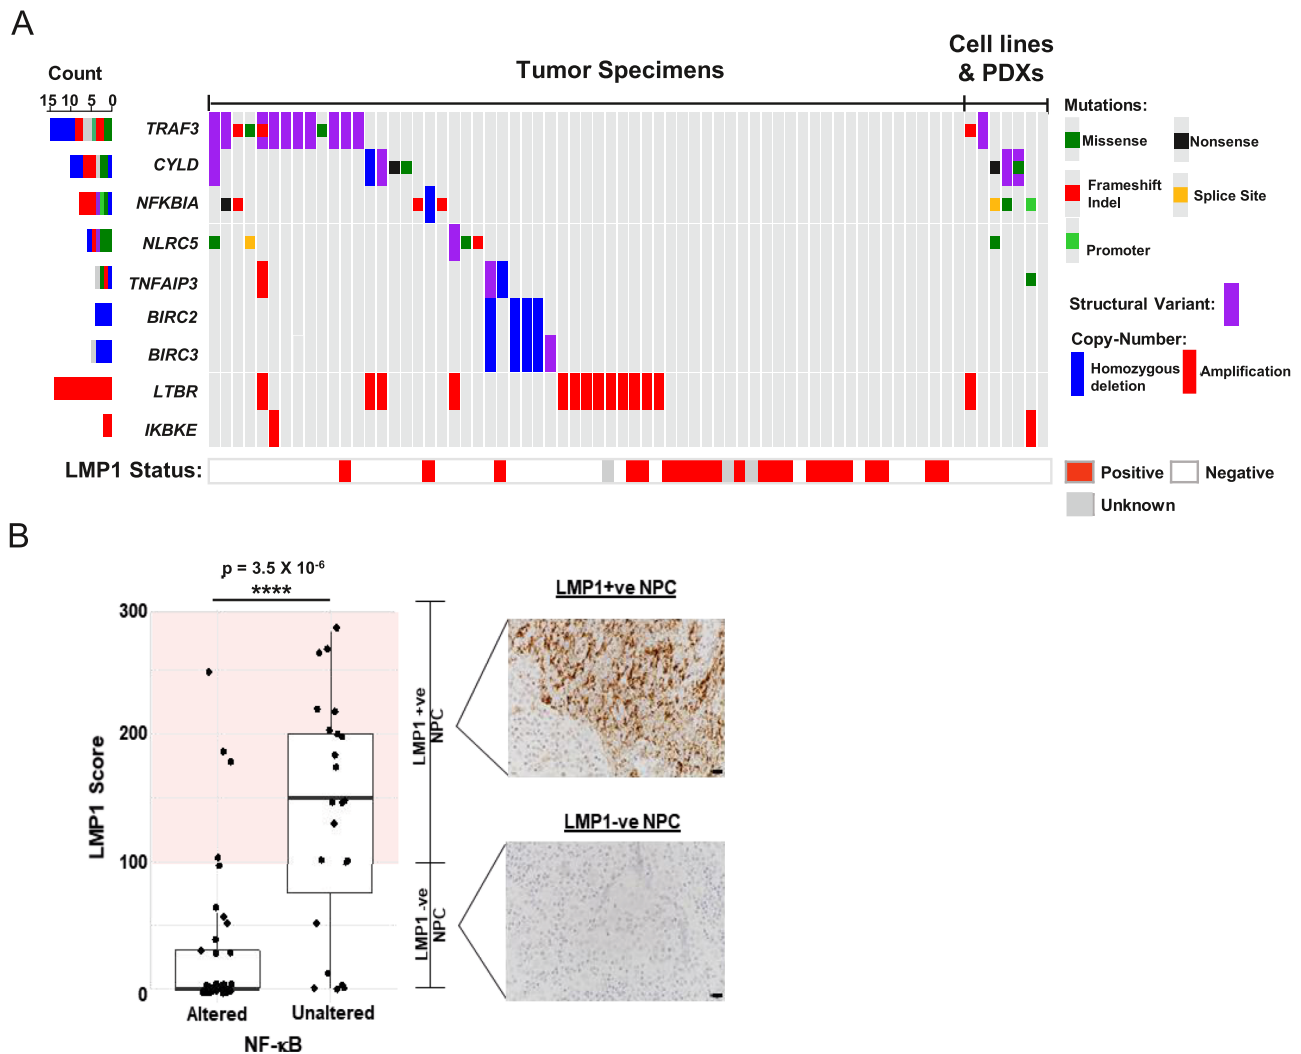 A
Count
15 10 5 0
Tumor Specimens
Cell lines
& PDXs
TRAF3
CYLD
NFKBIA
NLRC5
TNFAIP3
BIRC2
BIRC3
LTBR
IKBKE
LMP1 Status:
Mutations:
Missense
Nonsense
Frameshift
Indel
Splice Site
Promoter
Structural Variant:
Copy-Number:
Homozygous
deletion
Amplification
Positive
Negative
Unknown
B
p = 3.5 X 10-6
****
300
200
100
0
LMP1 Score
Altered
Unaltered
NF-κB
LMP1 +ve
NPC
LMP1 -ve
NPC
LMP1+ve NPC
LMP1-ve NPC